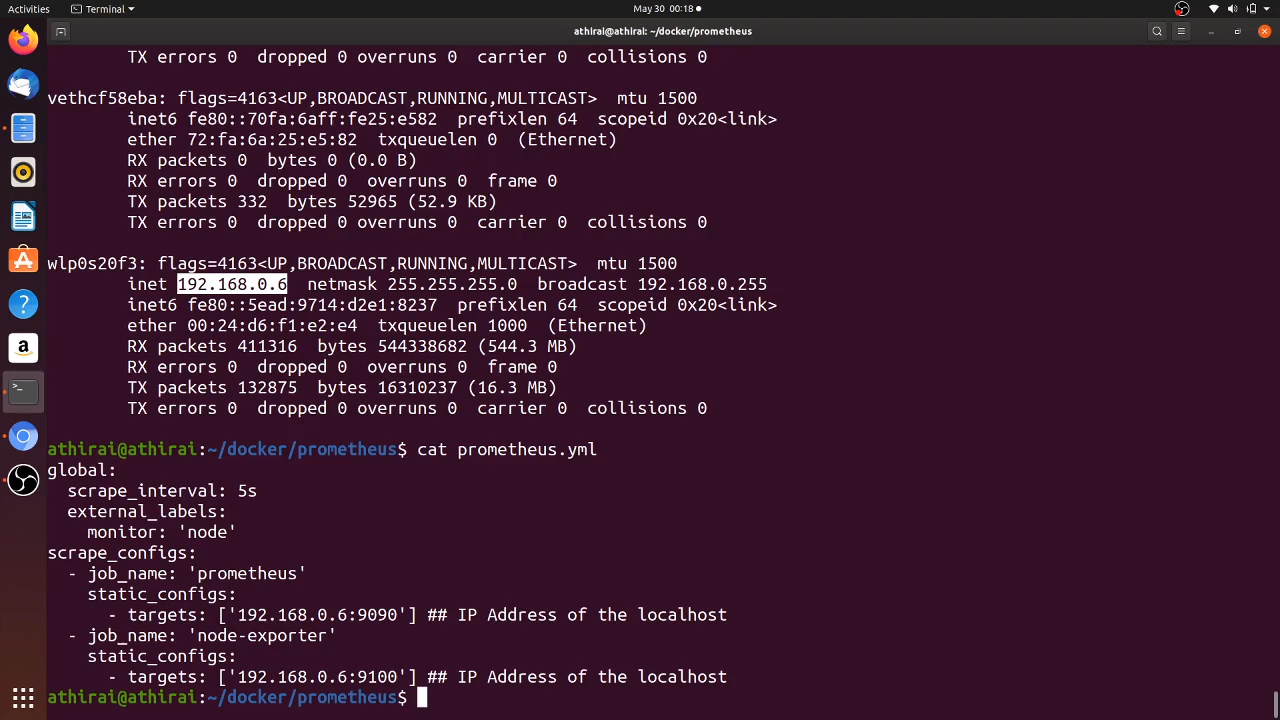 Activities
Terminal
May 30 00:18
athirai@athirai: ~/docker/prometheus
TX errors 0 dropped 0 overruns 0 carrier 0 collisions 0
vethcf58eba: flags=4163<UP,BROADCAST,RUNNING,MULTICAST> mtu 1500
inet6 fe80::70fa:6aff:fe25:e582 prefixlen 64 scopeid 0x20<link>
ether 72:fa:6a:25:e5:82 txqueuelen 0 (Ethernet)
RX packets 0 bytes 0 (0.0 B)
RX errors 0 dropped 0 overruns 0 frame 0
TX packets 332 bytes 52965 (52.9 KB)
TX errors 0 dropped 0 overruns 0 carrier 0 collisions 0
wlp0s20f3: flags=4163<UP,BROADCAST,RUNNING,MULTICAST> mtu 1500
inet 192.168.0.6 netmask 255.255.255.0 broadcast 192.168.0.255
inet6 fe80::5ead:9714:d2e1:8237 prefixlen 64 scopeid 0x20<link>
ether 00:24:d6:f1:e2:e4 txqueuelen 1000 (Ethernet)
RX packets 411316 bytes 544338682 (544.3 MB)
RX errors 0 dropped 0 overruns 0 frame 0
TX packets 132875 bytes 16310237 (16.3 MB)
TX errors 0 dropped 0 overruns 0 carrier 0 collisions 0
athirai@athirai:~/docker/prometheus$ cat prometheus.yml
global:
scrape_interval: 5s
external_labels:
monitor: 'node'
scrape_configs:
- job_name: 'prometheus'
static_configs:
- targets: ['192.168.0.6:9090'] ## IP Address of the localhost
- job_name: 'node-exporter'
static_configs:
- targets: ['192.168.0.6:9100'] ## IP Address of the localhost
athirai@athirai:~/docker/prometheus$